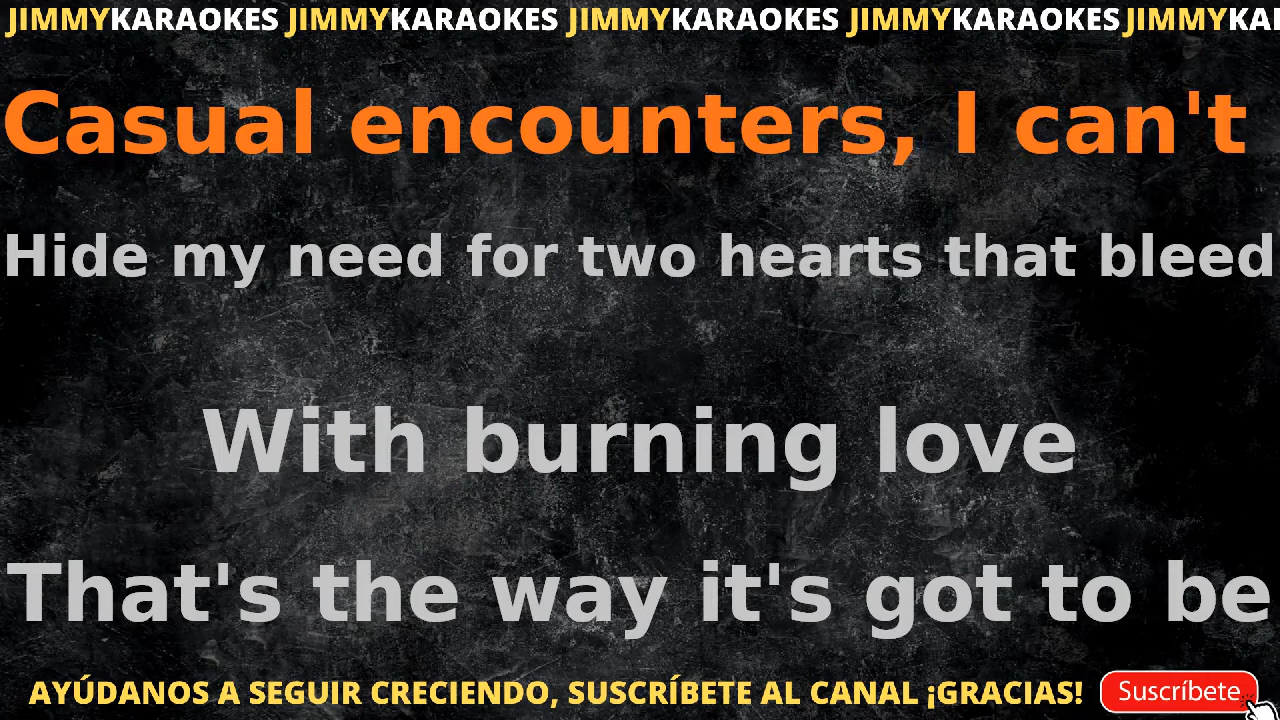 JIMMYKARAOKES JIMMYKARAOKES JIMMYKARAOKES JIMMYKARAOKES JIMMYKA
Casual encounters, I can't
Hide my need for two hearts that bleed
With burning love
That's the way it's got to be
AYÚDANOS A SEGUIR CRECIENDO, SUSCRÍBETE AL CANAL ¡GRACIAS! Suscríbete